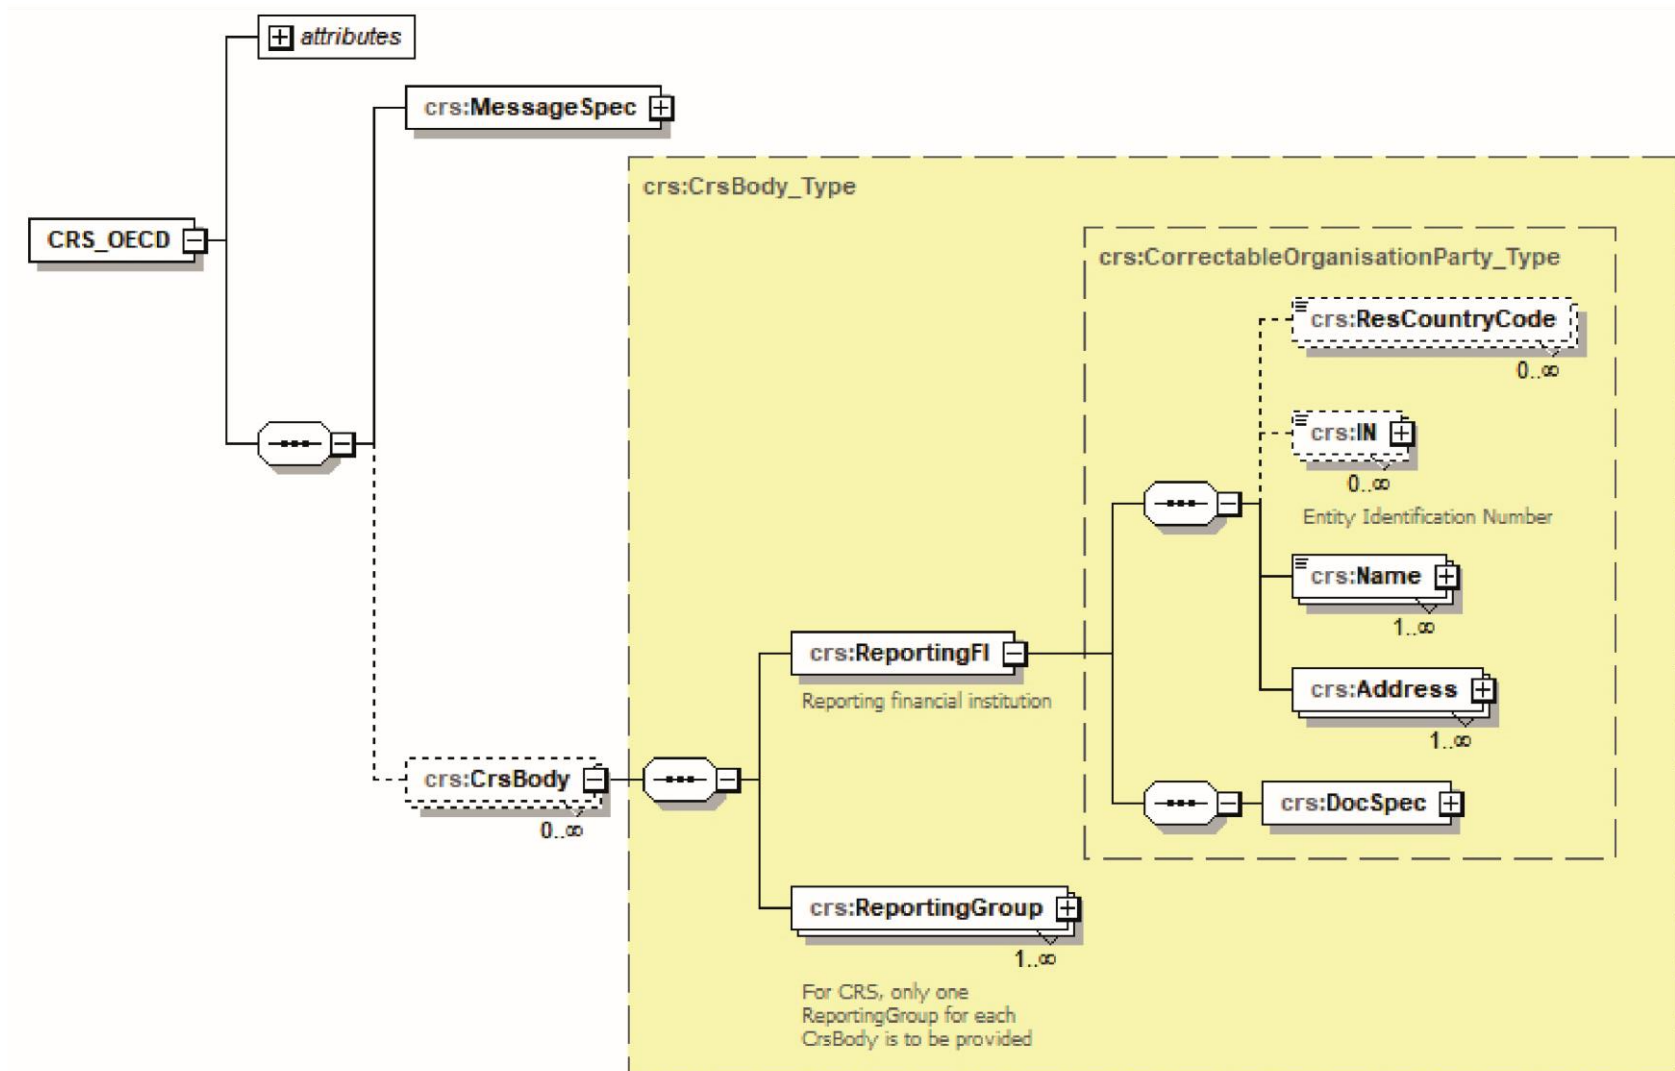 attributes
crs:MessageSpec
crs:CrsBody_Type
CRS_OECD
crs:CorrectableOrganisationParty_Type
crs:ResCountryCode
0..∞
crs:IN
0..∞
Entity Identification Number
crs:Name
1..∞
crs:ReportingFI
Reporting financial institution
crs:Address
1..∞
crs:CrsBody
0..∞
crs:DocSpec
crs:ReportingGroup
1..∞
For CRS, only one
ReportingGroup for each
CrsBody is to be provided